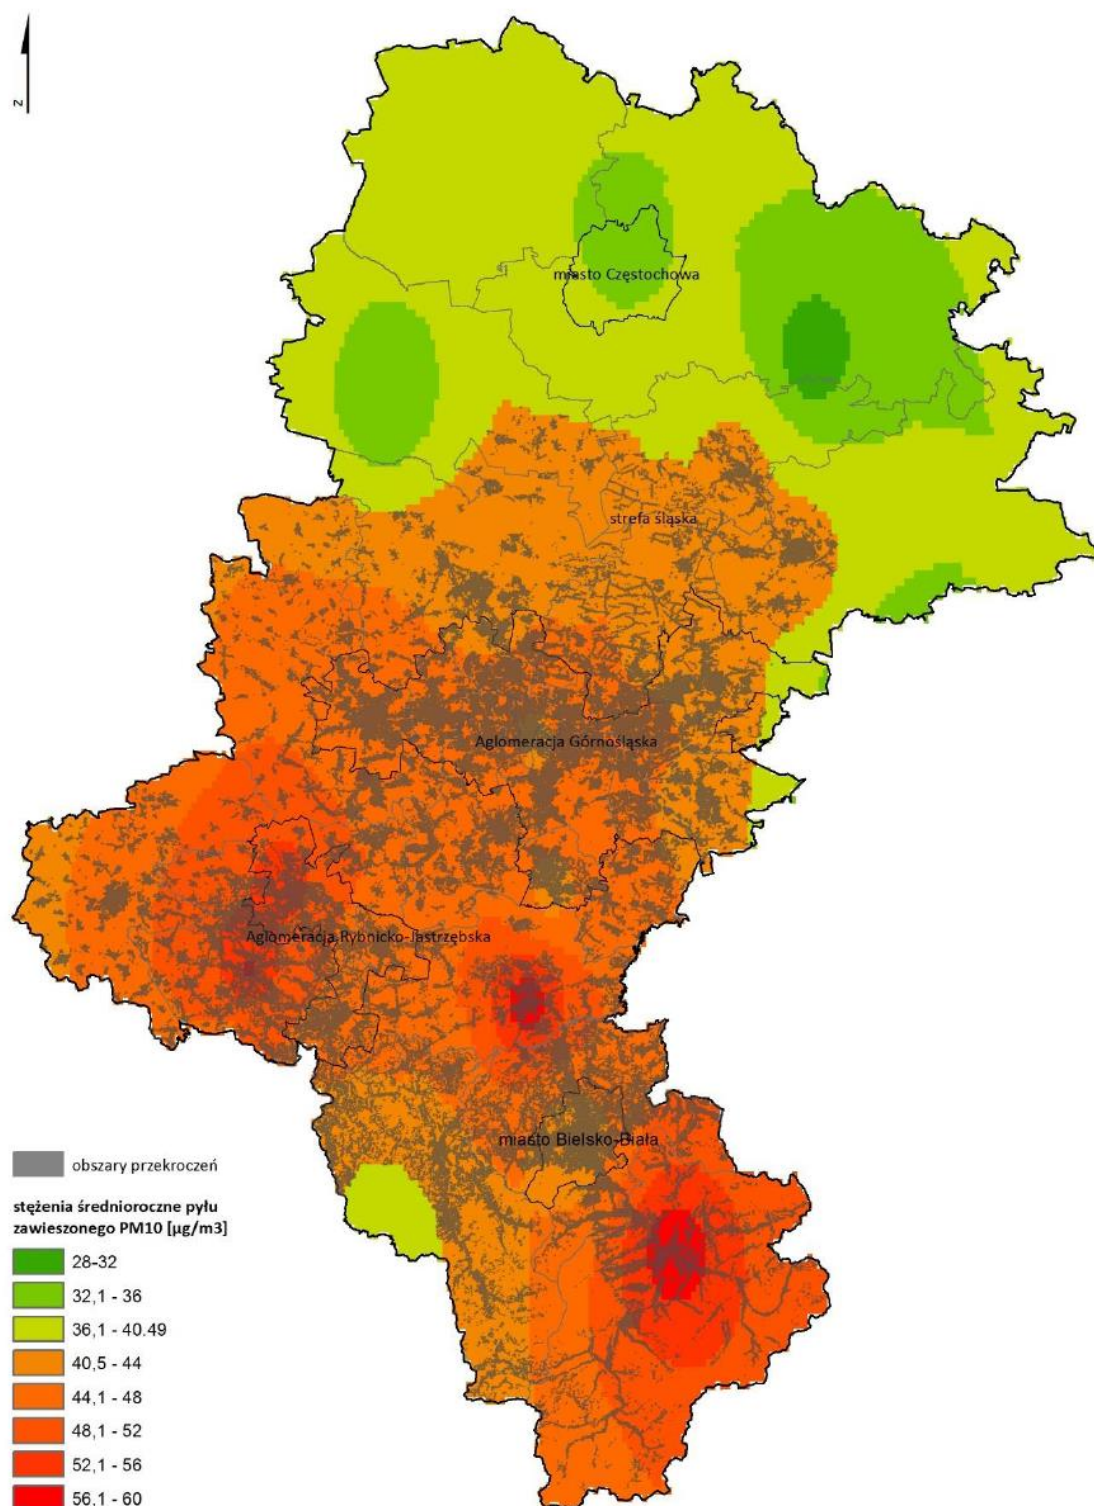 z
miasto Częstochowa
strefa śląska
Aglomeracja Górnośląska
Aglomeracja Rybnicko-Jastrzębska
miasto Bielsko-Biała
obszary przekroczeń
stężenia średnioroczne pyłu
zawieszonego PM10 [µg/m3]
28-32
32,1 - 36
36,1 - 40.49
40,5 - 44
44,1 - 48
48,1 - 52
52,1 - 56
56,1 - 60